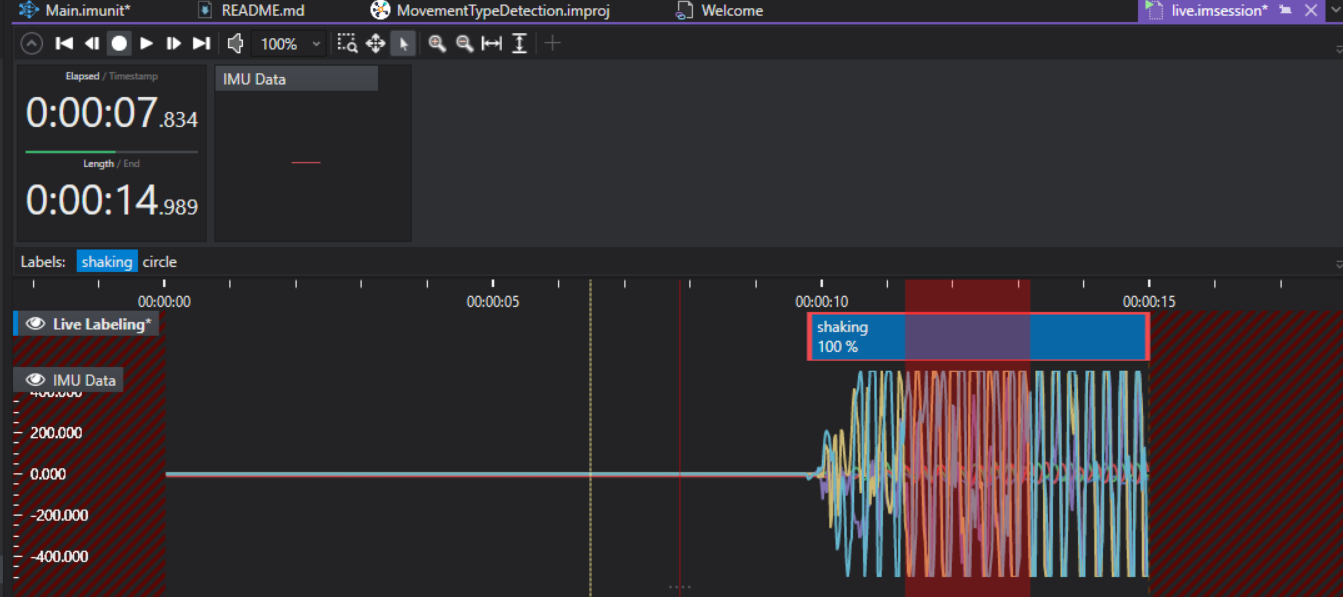 Main.imunit* README.md MovementTypeDetection.improj Welcome live.imsession*
100%
Elapsed / Timestamp
0:00:07.834
Length / End
0:00:14.989
IMU Data
Labels: shaking circle
00:00:00 00:00:05 00:00:10 00:00:15
Live Labeling*
shaking
100 %
IMU Data
400.000
200.000
0.000
-200.000
-400.000